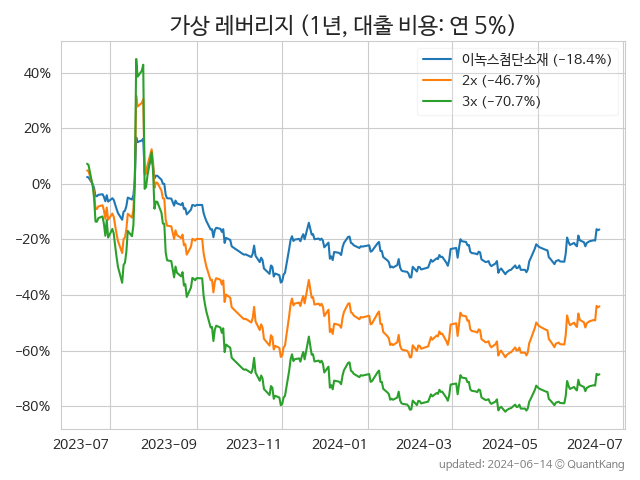 가상 레버리지 (1년, 대출 비용: 연 5%)
이녹스첨단소재 (-18.4%)
2x (-46.7%)
3x (-70.7%)
40%
20%
0%
-20%
-40%
-60%
-80%
2023-07 2023-09 2023-11 2024-01 2024-03 2024-05 2024-07
updated: 2024-06-14 © QuantKang